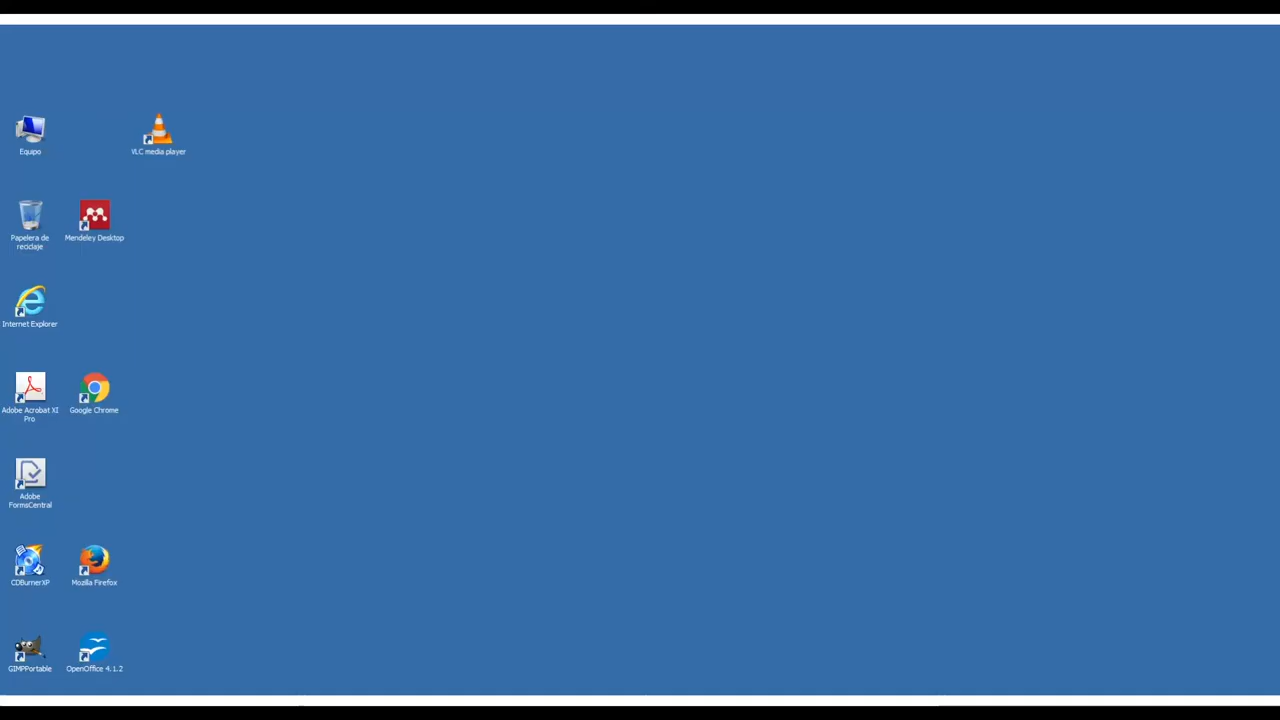 Equipo
VLC media player
Papelera de
reciclaje
Mendeley Desktop
Internet Explorer
Adobe Acrobat XI
Pro
Google Chrome
Adobe
FormsCentral
CDBurnerXP
Mozilla Firefox
GIMPPortable
OpenOffice 4.1.2